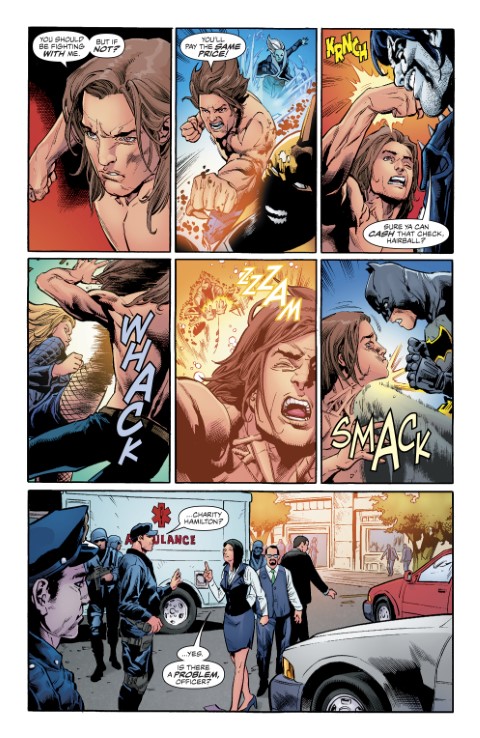 YOU SHOULD
BE FIGHTING
WITH ME.
BUT IF
NOT?
YOU'LL
PAY THE SAME
PRICE!
KRNCH
SURE YA CAN
CASH THAT CHECK,
HAIRBALL?
WHACK
ZZZAM
SMACK
...CHARITY
HAMILTON?
AMBULANCE
...YES.
IS THERE
A PROBLEM,
OFFICER?